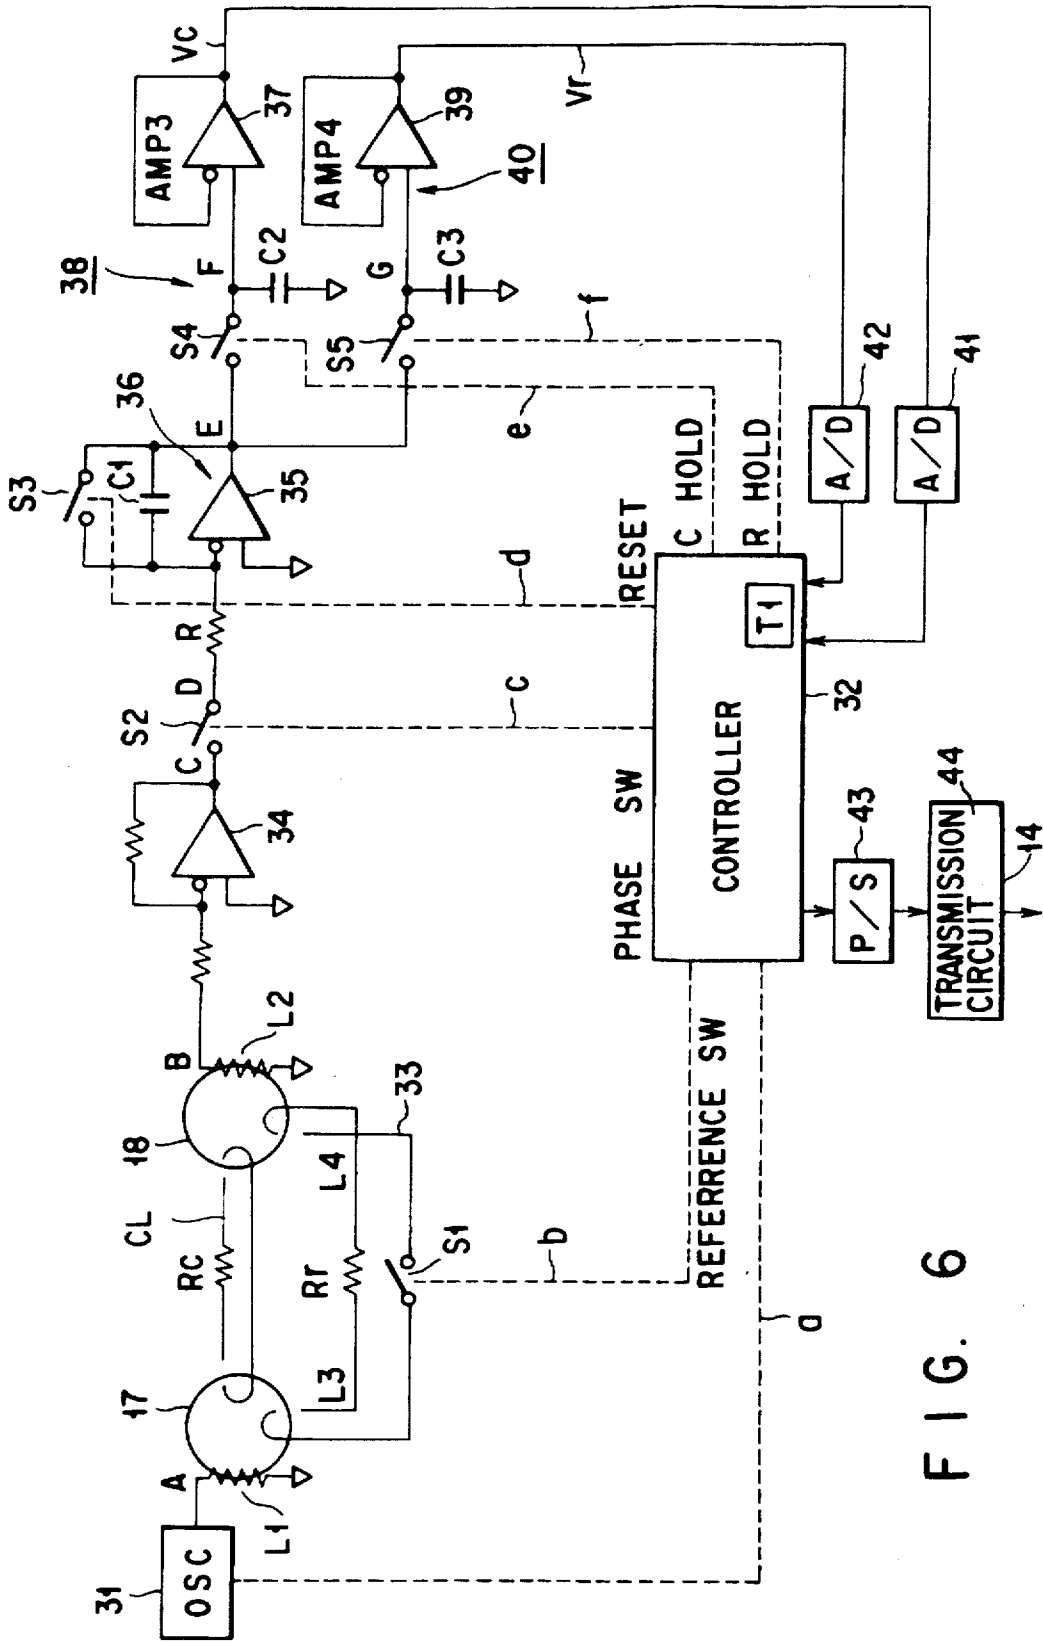 Vc
AMP3
37
AMP4
39
40
Vr
38
F
C2
G
C3
S4
S5
f
e
42
41
A/D
A/D
36
E
S3
C1
35
RESET
C HOLD
R HOLD
d
R
D
S2
C
c
T1
32
CONTROLLER
PHASE SW
34
P/S
43
TRANSMISSION
CIRCUIT
44
14
B
L2
18
33
CL
Rc
L4
Rr
L3
S1
b
REFERRENCE SW
a
17
A
L1
31
OSC
FIG. 6